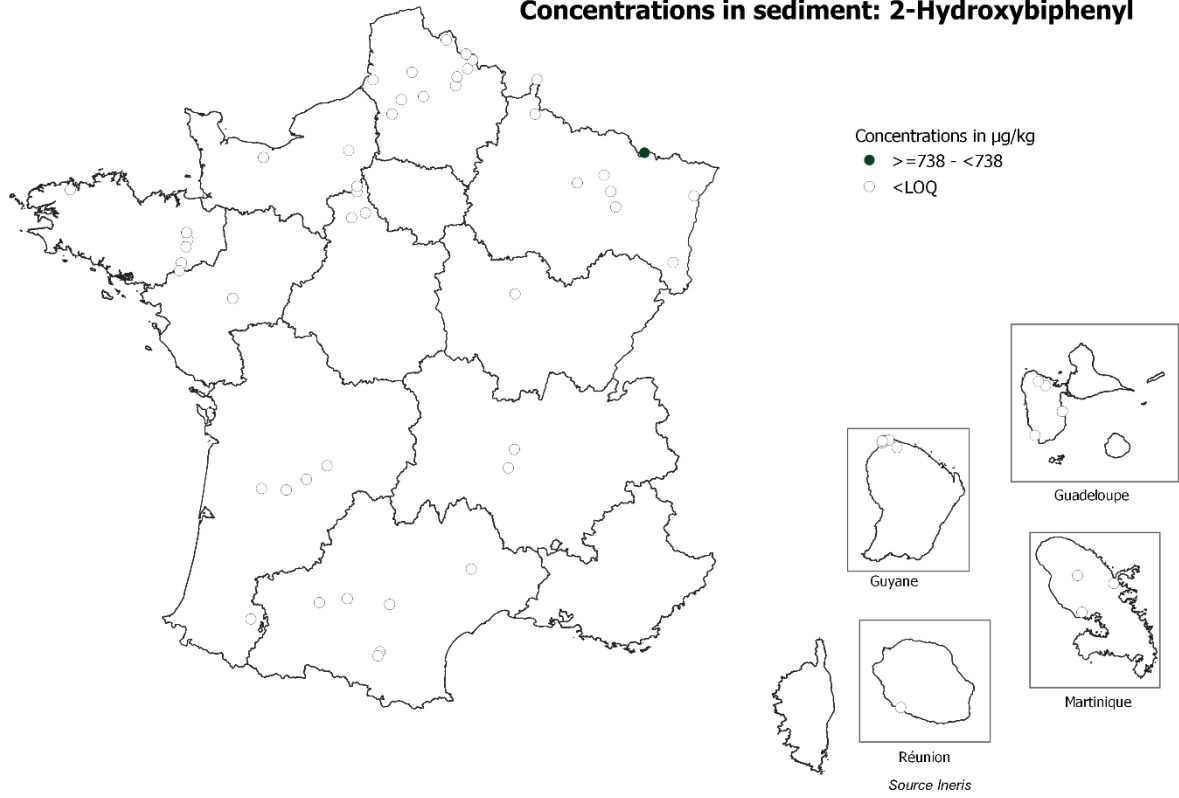 Concentrations in sediment: 2-Hydroxybiphenyl
Concentrations in µg/kg
>=738 - <738
<LOQ
Guadeloupe
Guyane
Martinique
Réunion
Source Ineris